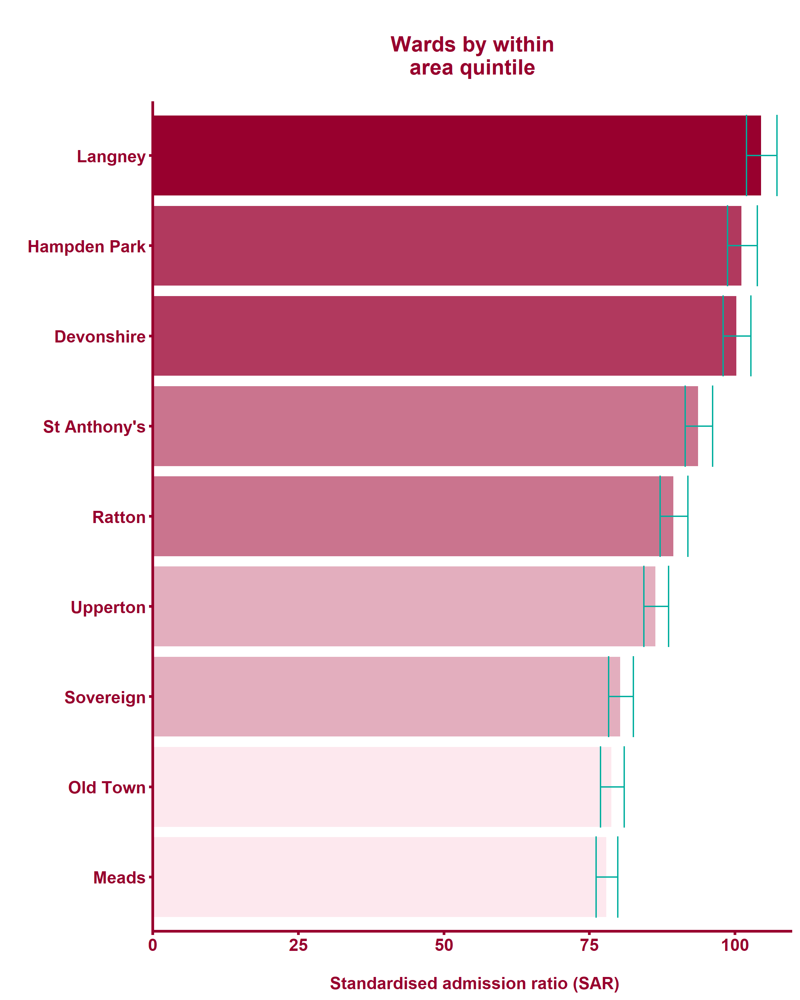 Wards by within
area quintile
Langney
Hampden Park
Devonshire
St Anthony's
Ratton
Upperton
Sovereign
Old Town
Meads
0 25 50 75 100
Standardised admission ratio (SAR)